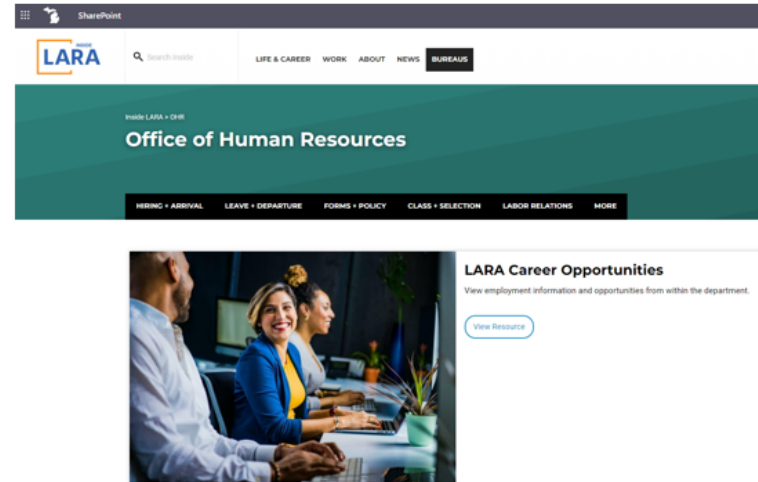 SharePoint
INSIDE
LARA
Search Inside
LIFE & CAREER WORK ABOUT NEWS BUREAUS
Inside LARA > OHR
Office of Human Resources
HIRING + ARRIVAL LEAVE + DEPARTURE FORMS + POLICY CLASS + SELECTION LABOR RELATIONS MORE
LARA Career Opportunities
View employment information and opportunities from within the department.
View Resource